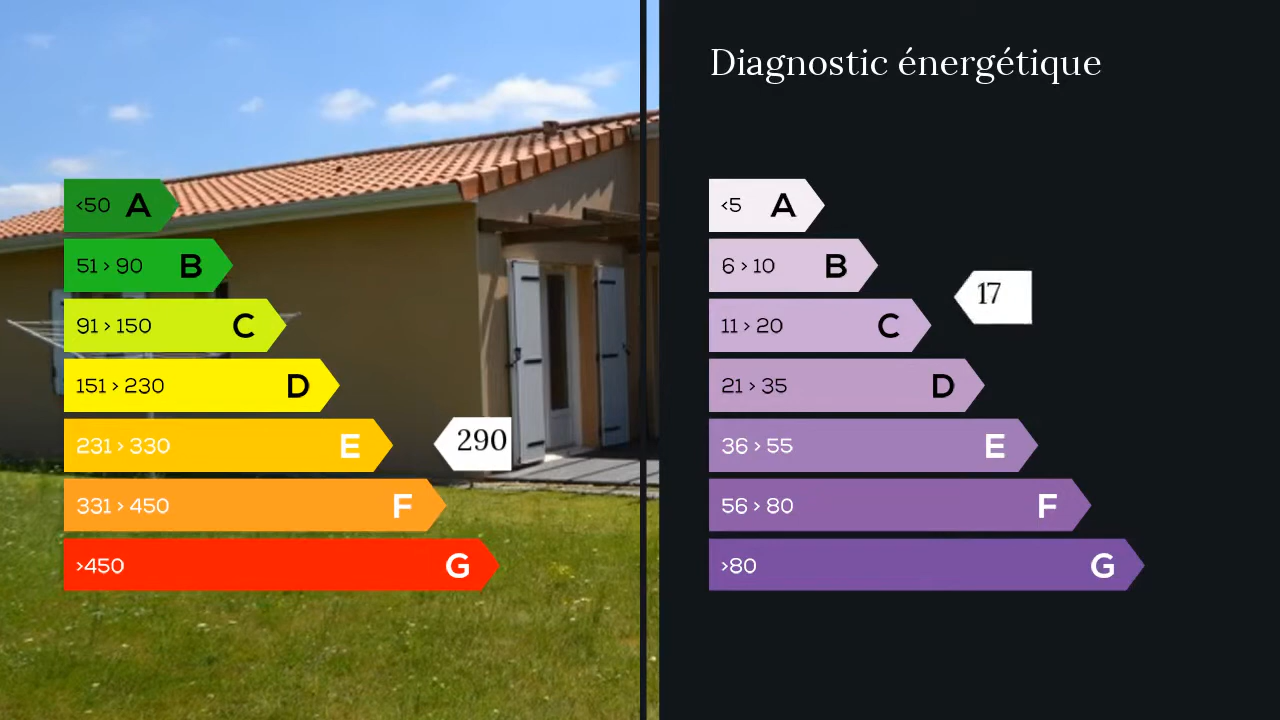 Diagnostic énergétique
<50 A
51 > 90 B
91 > 150 C
151 > 230 D
231 > 330 E
290
331 > 450 F
>450 G
<5 A
6 > 10 B
17
11 > 20 C
21 > 35 D
36 > 55 E
56 > 80 F
>80 G